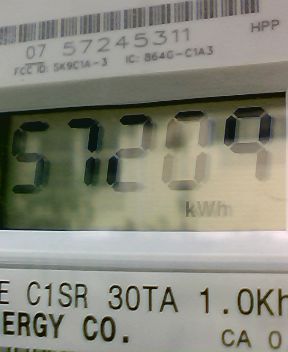 07 57245311
HPP
FCC ID: SK9C1A-3 IC: 864G-C1A3
57209
kWh
E C1SR 30TA 1.0Kh
ERGY CO.
CA 0